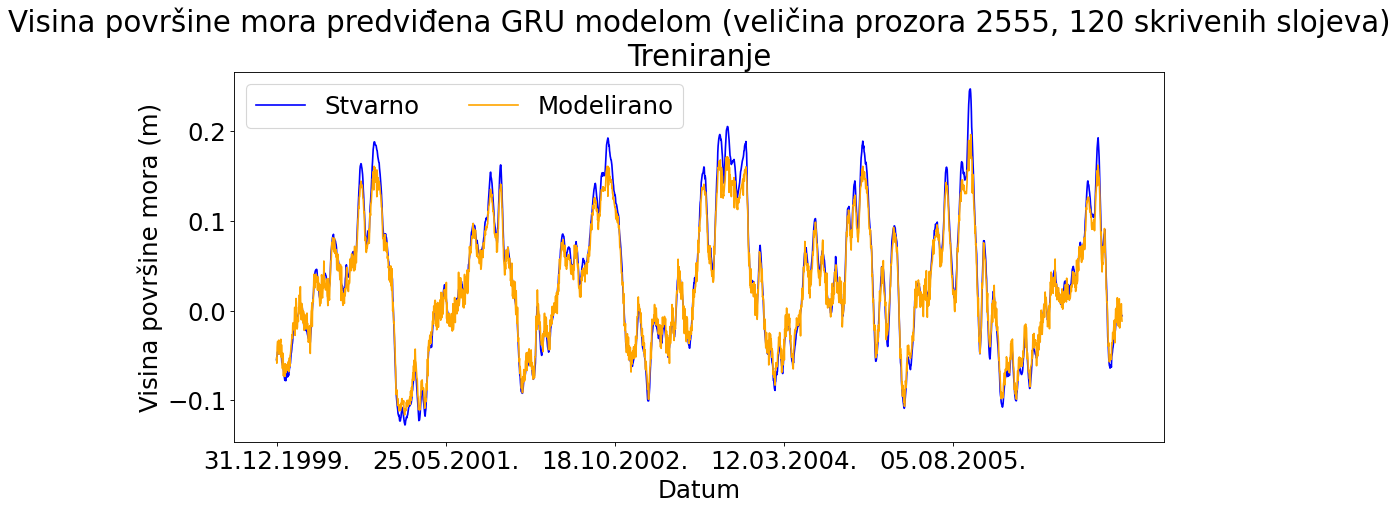 Visina površine mora predviđena GRU modelom (veličina prozora 2555, 120 skrivenih slojeva)
Treniranje
Stvarno
Modelirano
Visina površine mora (m)
0.2
0.1
0.0
−0.1
31.12.1999.
25.05.2001.
18.10.2002.
12.03.2004.
05.08.2005.
Datum